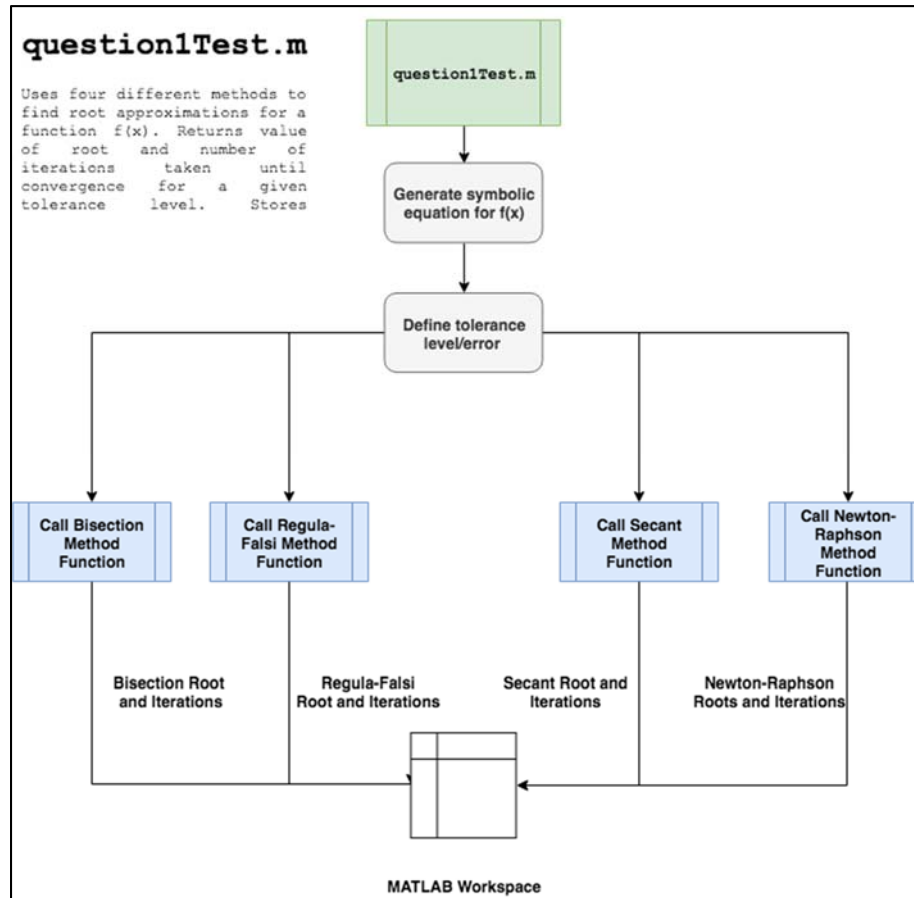 question1Test.m
Uses four different methods to
find root approximations for a
function f(x). Returns value
of root and number of
iterations taken until
convergence for a given
tolerance level. Stores
question1Test.m
Generate symbolic
equation for f(x)
Define tolerance
level/error
Call Bisection
Method
Function
Call Regula-
Falsi Method
Function
Call Secant
Method
Function
Call Newton-
Raphson
Method
Function
Bisection Root
and Iterations
Regula-Falsi
Root and Iterations
Secant Root and
Iterations
Newton-Raphson
Roots and Iterations
MATLAB Workspace